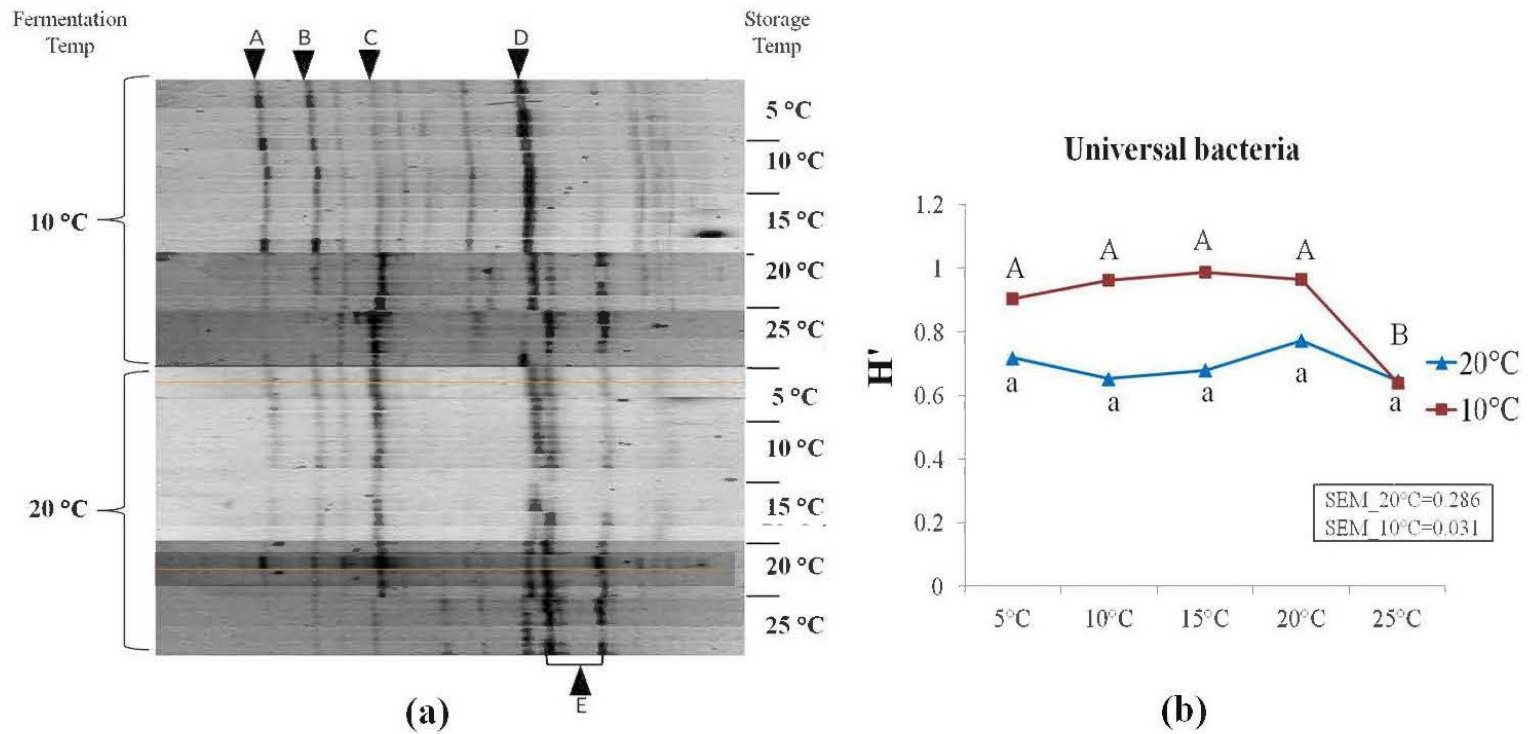 Fermentation
Temp
A B C D
Storage
Temp
10 °C
5 °C
10 °C
15 °C
20 °C
25 °C
20 °C
5 °C
10 °C
15 °C
20 °C
25 °C
E
(a)
Universal bacteria
H'
1.2
1
0.8
0.6
0.4
0.2
0
A A A A B
a a a a a
20°C
10°C
SEM_20°C=0.286
SEM_10°C=0.031
5°C 10°C 15°C 20°C 25°C
(b)